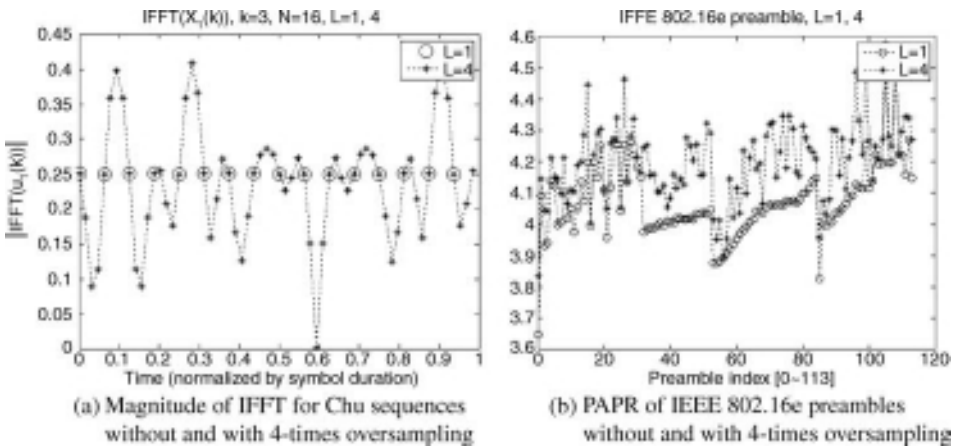 IFFT(X₁(k)), k=3, N=16, L=1, 4
0.45
0.4
0.35
0.3
0.25
0.2
0.15
0.1
0.05
0
||IFFT(u₁(k))||
L=1
L=4
0 0.1 0.2 0.3 0.4 0.5 0.6 0.7 0.8 0.9 1
Time (normalized by symbol duration)
(a) Magnitude of IFFT for Chu sequences
without and with 4-times oversampling
IFFE 802.16e preamble, L=1, 4
4.6
4.5
4.4
4.3
4.2
4.1
4
3.9
3.8
3.7
3.6
L=1
L=4
0 20 40 60 80 100 120
Preamble index [0~113]
(b) PAPR of IEEE 802.16e preambles
without and with 4-times oversampling